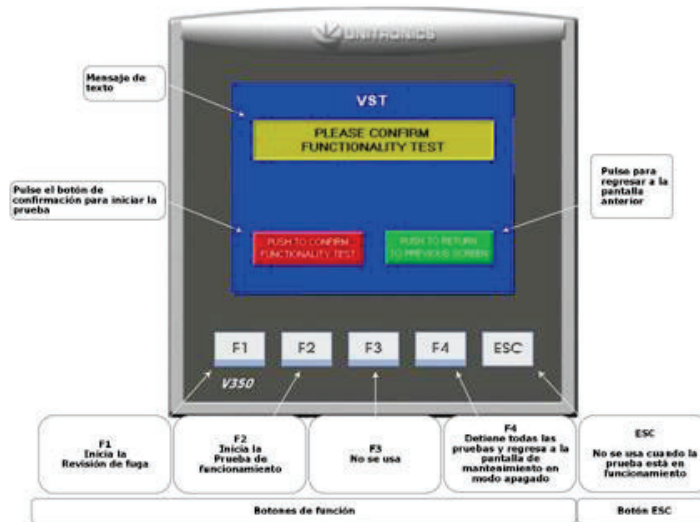 UNITRONICS
Mensaje de
texto
VST
PLEASE CONFIRM
FUNCTIONALITY TEST
Pulse el botón de
confirmación para iniciar la
prueba
Pulse para
regresar a la
pantalla
anterior
PUSH TO CONFIRM
FUNCTIONALITY TEST
PUSH TO RETURN
TO PREVIOUS SCREEN
F1
F2
F3
F4
ESC
V350
F1
Inicia la
Revisión de fuga
F2
Inicia la
Prueba de
funcionamiento
F3
No se usa
F4
Detiene todas las
pruebas y regresa a la
pantalla de
mantenimiento en
modo apagado
ESC
No se usa cuando la
prueba está en
funcionamiento
Botones de función
Botón ESC